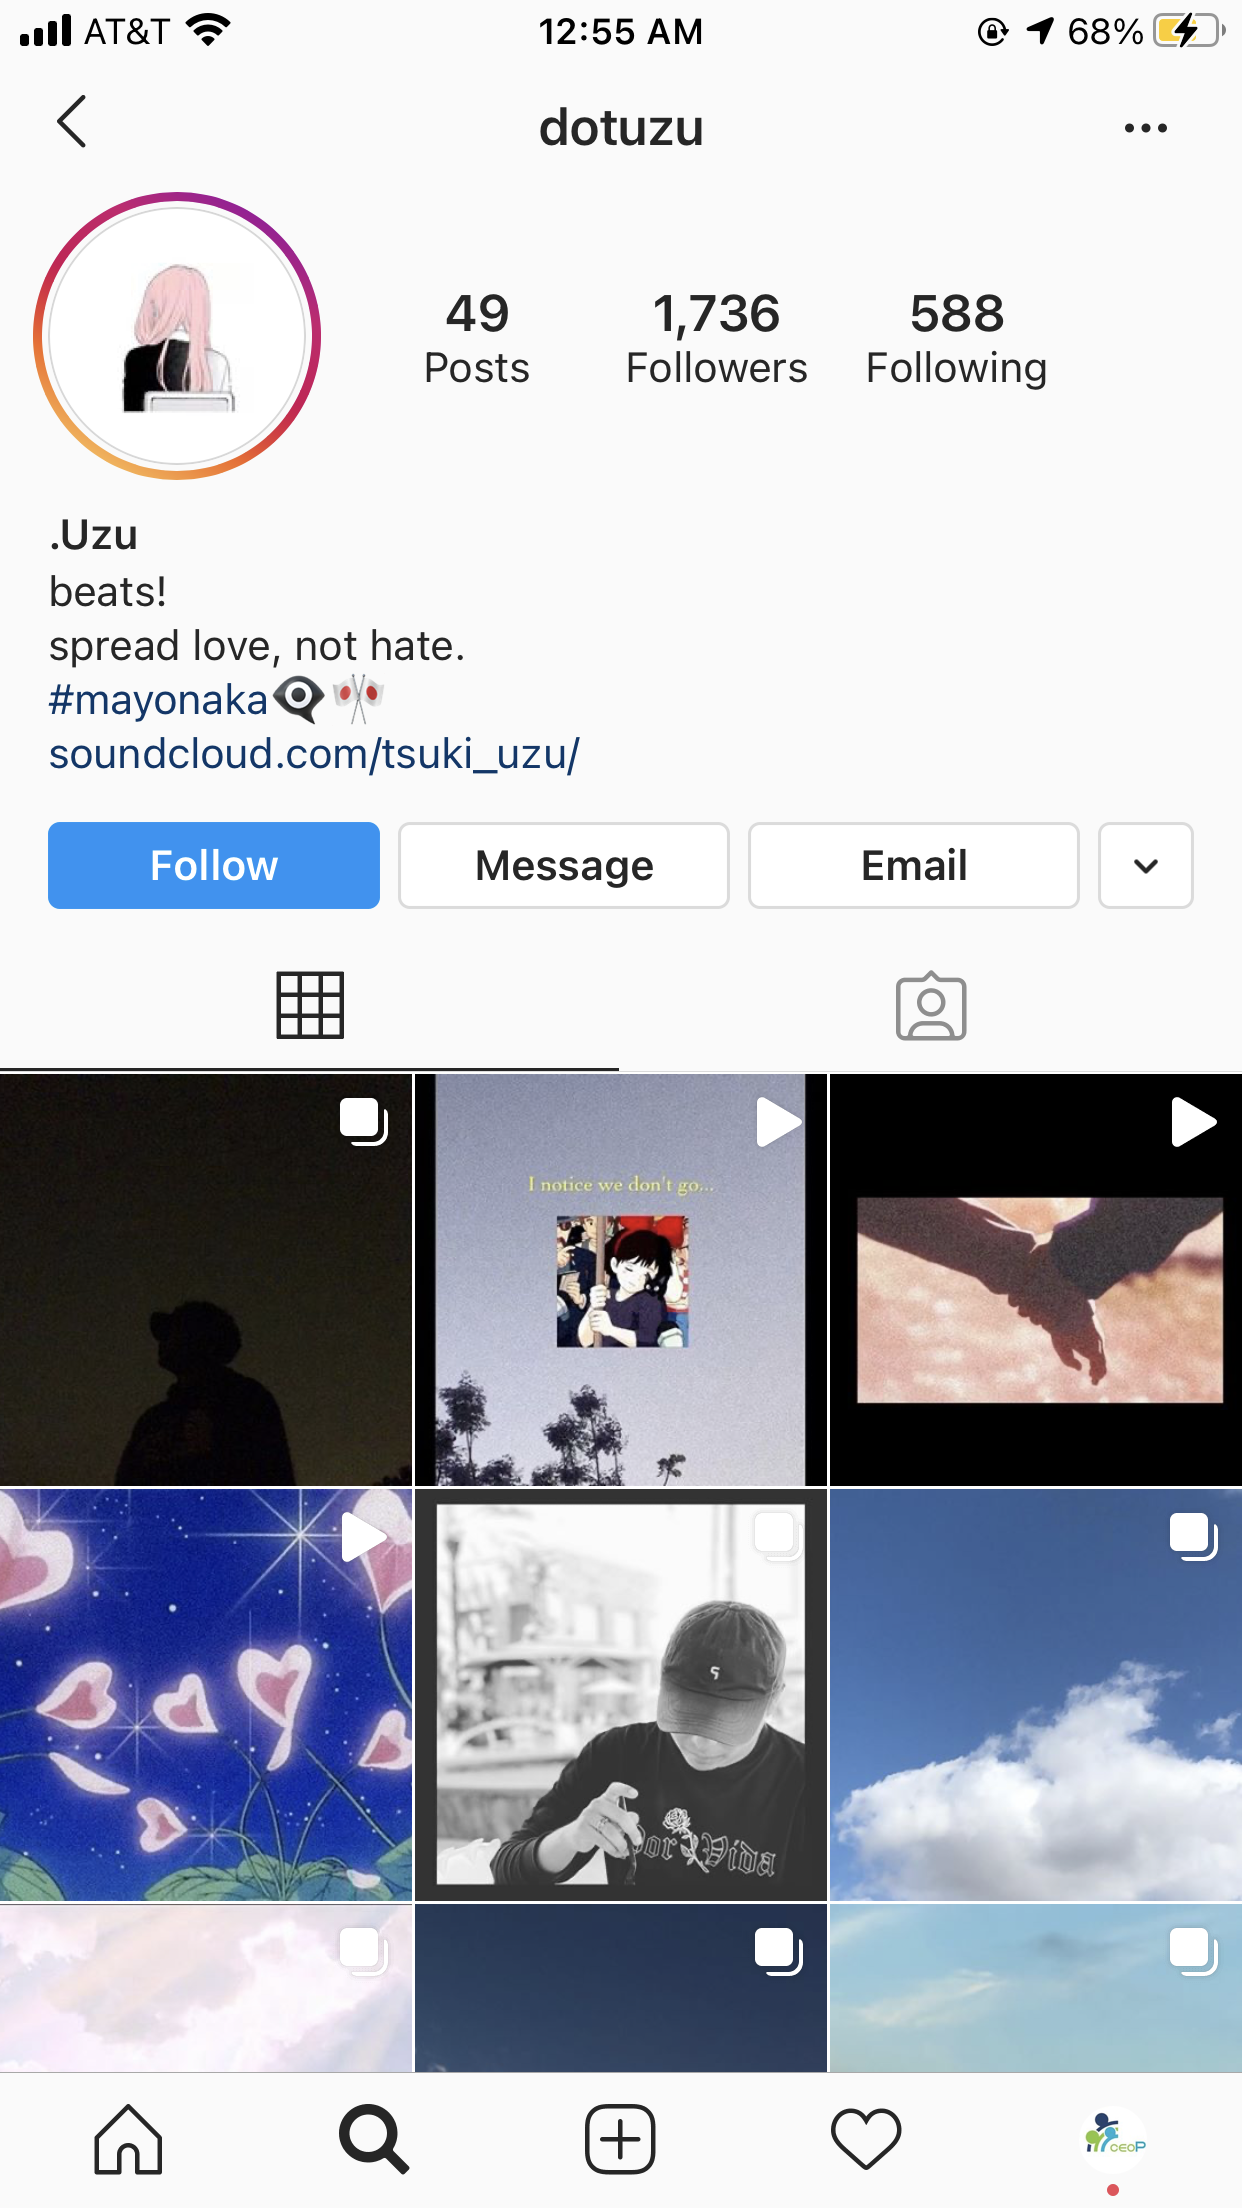 AT&T 12:55 AM 68%
dotuzu
49 1,736 588
Posts Followers Following
.Uzu
beats!
spread love, not hate.
#mayonaka👁️‍🗨️🎌
soundcloud.com/tsuki_uzu/
Follow Message Email
I notice we don't go...
por Vida
CEOP